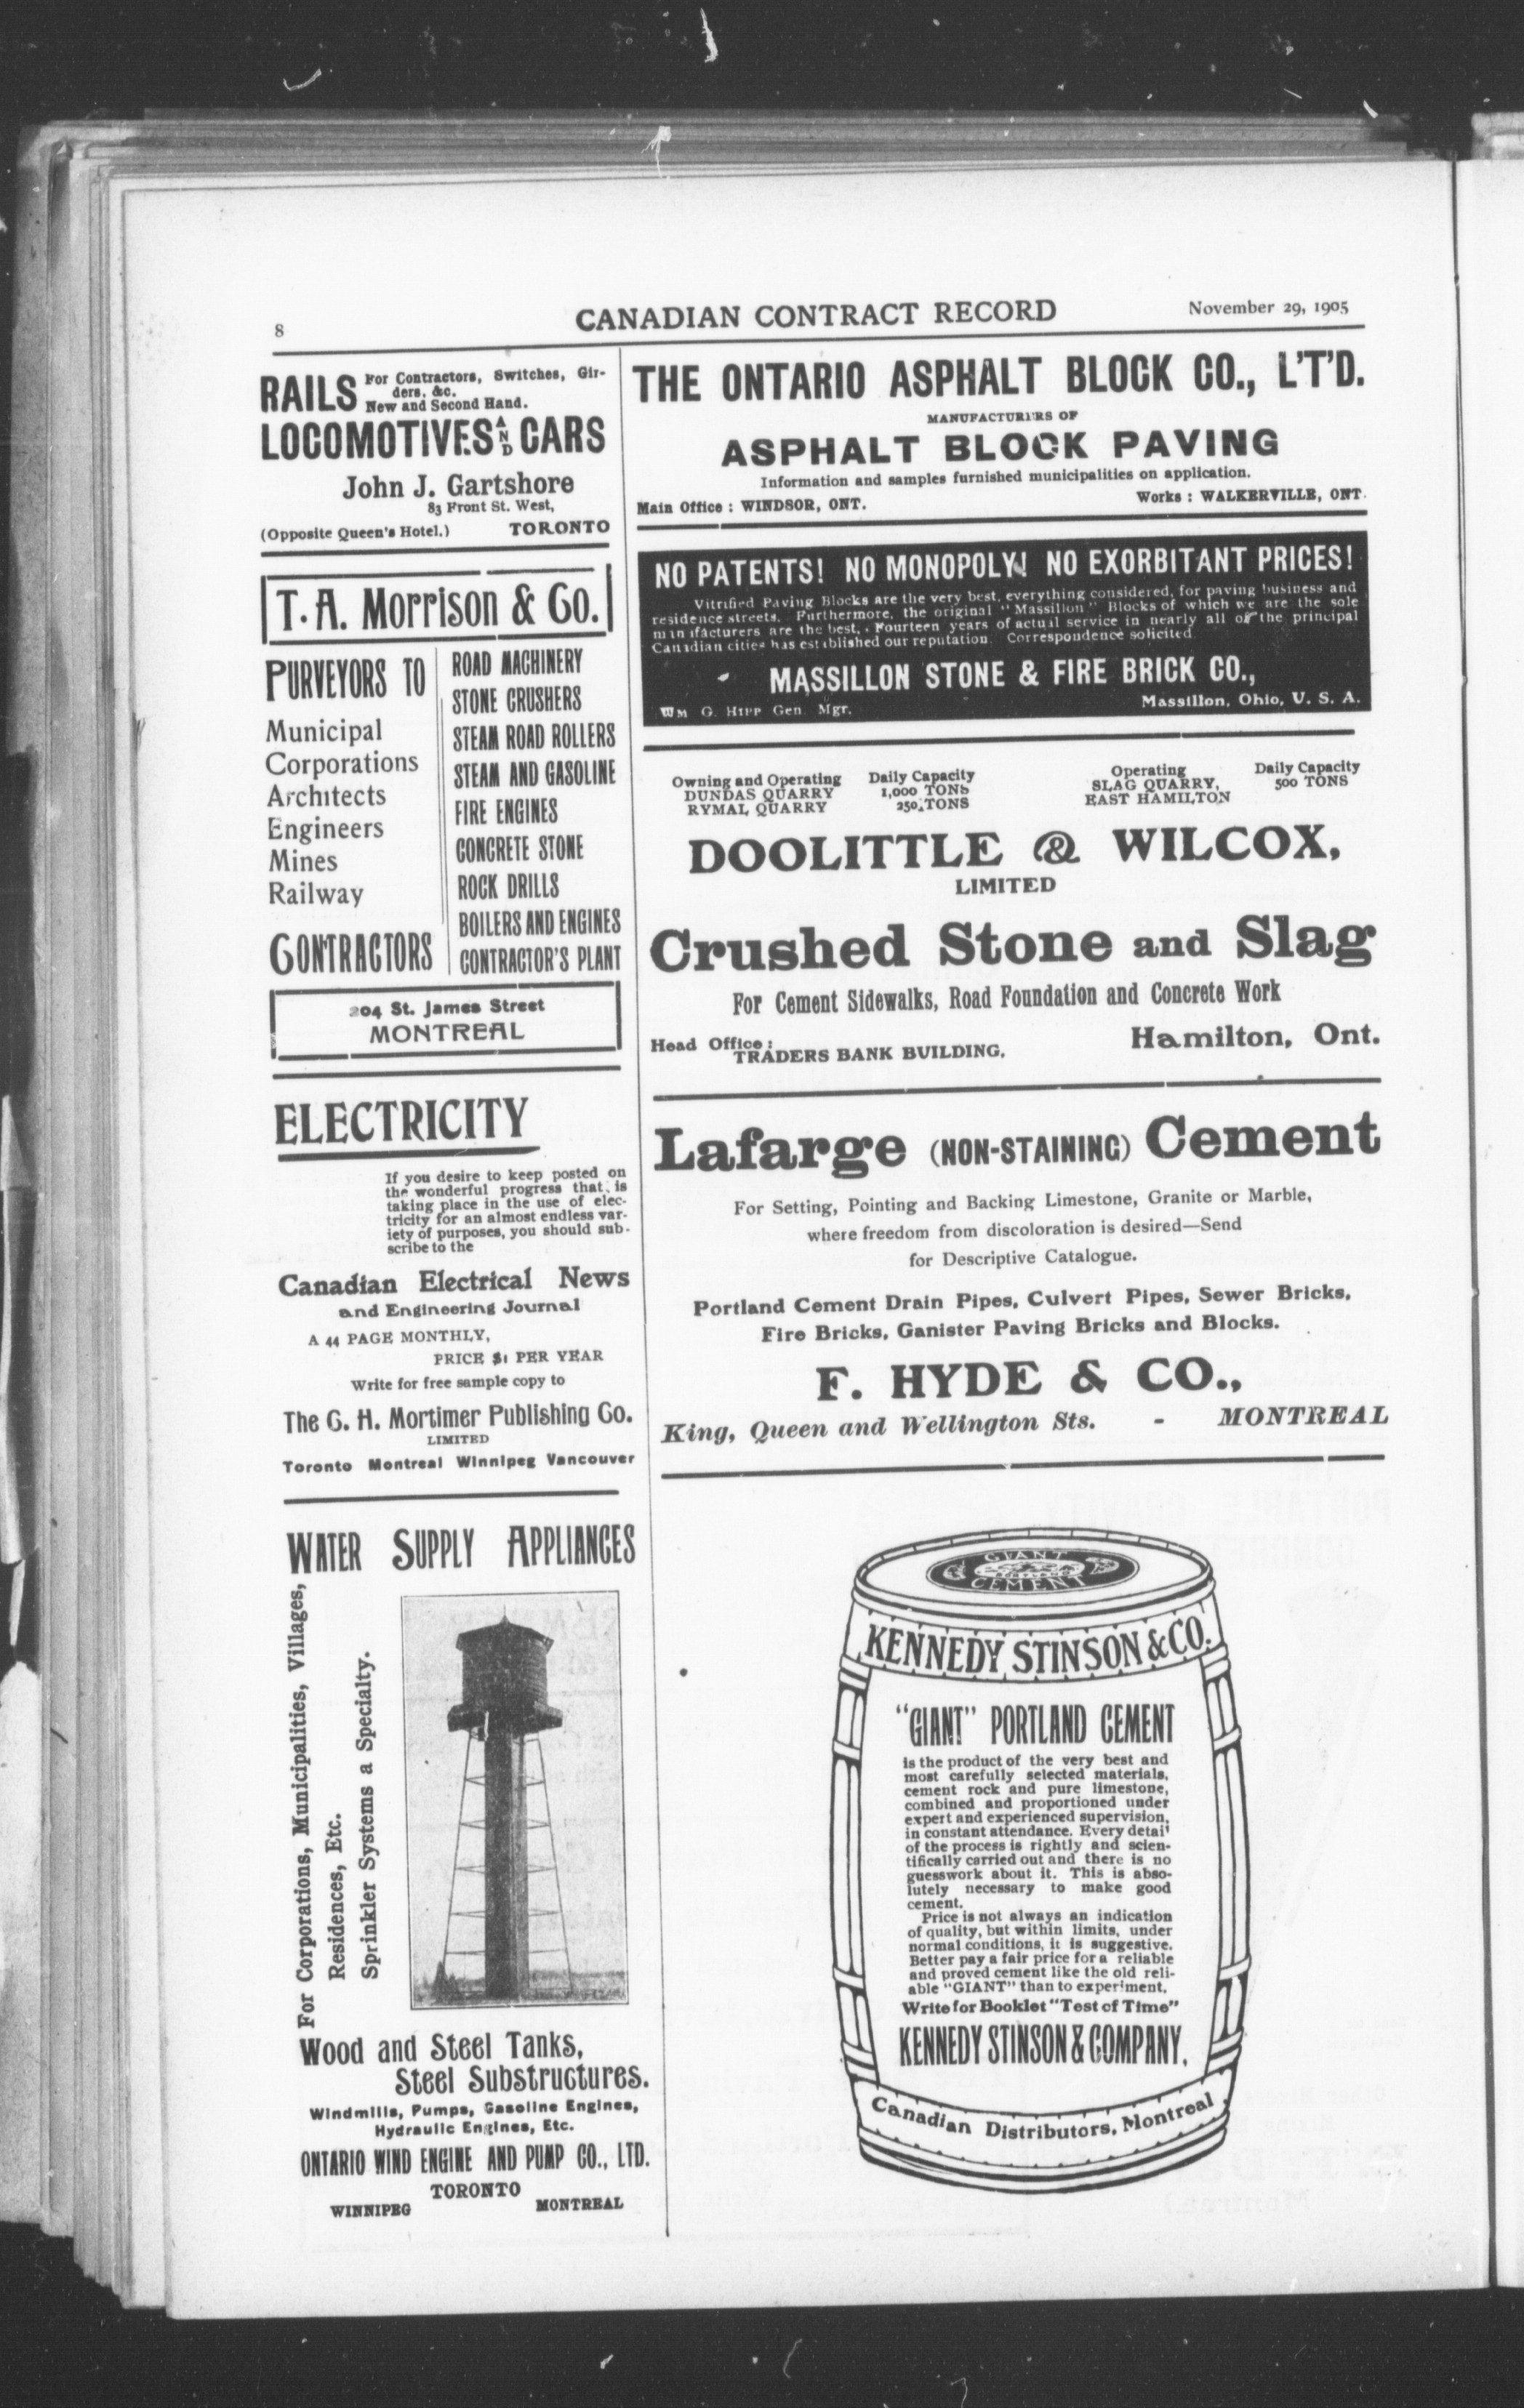 8
CANADIAN CONTRACT RECORD
November 29, 1905
RAILS For Contractors, Switches, Gir-
ders, &c.
New and Second Hand.
LOCOMOTIVES AND CARS
John J. Gartshore
83 Front St. West,
(Opposite Queen's Hotel.) TORONTO
T. A. Morrison & Co.
PURVEYORS TO
Municipal
Corporations
Architects
Engineers
Mines
Railway
CONTRACTORS
ROAD MACHINERY
STONE CRUSHERS
STEAM ROAD ROLLERS
STEAM AND GASOLINE
FIRE ENGINES
CONCRETE STONE
ROCK DRILLS
BOILERS AND ENGINES
CONTRACTOR'S PLANT
204 St. James Street
MONTREAL
ELECTRICITY
If you desire to keep posted on
the wonderful progress that is
taking place in the use of elec-
tricity for an almost endless var-
iety of purposes, you should sub-
scribe to the
Canadian Electrical News
and Engineering Journal
A 44 PAGE MONTHLY,
PRICE $1 PER YEAR
Write for free sample copy to
The C. H. Mortimer Publishing Co.
LIMITED
Toronto Montreal Winnipeg Vancouver
WATER SUPPLY APPLIANCES
For Corporations, Municipalities, Villages,
Residences, Etc.
Sprinkler Systems a Specialty.
Wood and Steel Tanks,
Steel Substructures.
Windmills, Pumps, Gasoline Engines,
Hydraulic Engines, Etc.
ONTARIO WIND ENGINE AND PUMP CO., LTD.
TORONTO
WINNIPEG MONTREAL
THE ONTARIO ASPHALT BLOCK CO., L'T'D.
MANUFACTURERS OF
ASPHALT BLOCK PAVING
Information and samples furnished municipalities on application.
Main Office : WINDSOR, ONT. Works : WALKERVILLE, ONT.
NO PATENTS! NO MONOPOLY! NO EXORBITANT PRICES!
Vitrified Paving Blocks are the very best, everything considered, for paving business and
residence streets. Furthermore, the original "Massillon" Blocks of which we are the sole
manufacturers are the best. Fourteen years of actual service in nearly all of the principal
Canadian cities has established our reputation. Correspondence solicited.
MASSILLON STONE & FIRE BRICK CO.,
WM G. HIPP Gen. Mgr. Massillon, Ohio, U. S. A.
Owning and Operating Daily Capacity
DUNDAS QUARRY 1,000 TONS
RYMAL QUARRY 250 TONS
Operating Daily Capacity
SLAG QUARRY, 500 TONS
EAST HAMILTON
DOOLITTLE & WILCOX,
LIMITED
Crushed Stone and Slag
For Cement Sidewalks, Road Foundation and Concrete Work
Head Office :
TRADERS BANK BUILDING. Hamilton, Ont.
Lafarge (NON-STAINING) Cement
For Setting, Pointing and Backing Limestone, Granite or Marble,
where freedom from discoloration is desired—Send
for Descriptive Catalogue.
Portland Cement Drain Pipes, Culvert Pipes, Sewer Bricks,
Fire Bricks, Ganister Paving Bricks and Blocks.
F. HYDE & CO.,
King, Queen and Wellington Sts. - MONTREAL
GIANT
CEMENT
KENNEDY STINSON & CO.
"GIANT" PORTLAND CEMENT
is the product of the very best and
most carefully selected materials,
cement rock and pure limestone,
combined and proportioned under
expert and experienced supervision,
in constant attendance. Every detail
of the process is rightly and scien-
tifically carried out and there is no
guesswork about it. This is abso-
lutely necessary to make good
cement.
Price is not always an indication
of quality, but within limits, under
normal conditions, it is suggestive.
Better pay a fair price for a reliable
and proved cement like the old reli-
able "GIANT" than to experiment.
Write for Booklet "Test of Time"
KENNEDY STINSON & COMPANY,
Canadian Distributors, Montreal